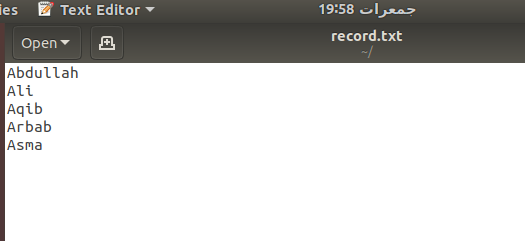 ies Text Editor 19:58 جمعرات
Open record.txt
~/
Abdullah
Ali
Aqib
Arbab
Asma